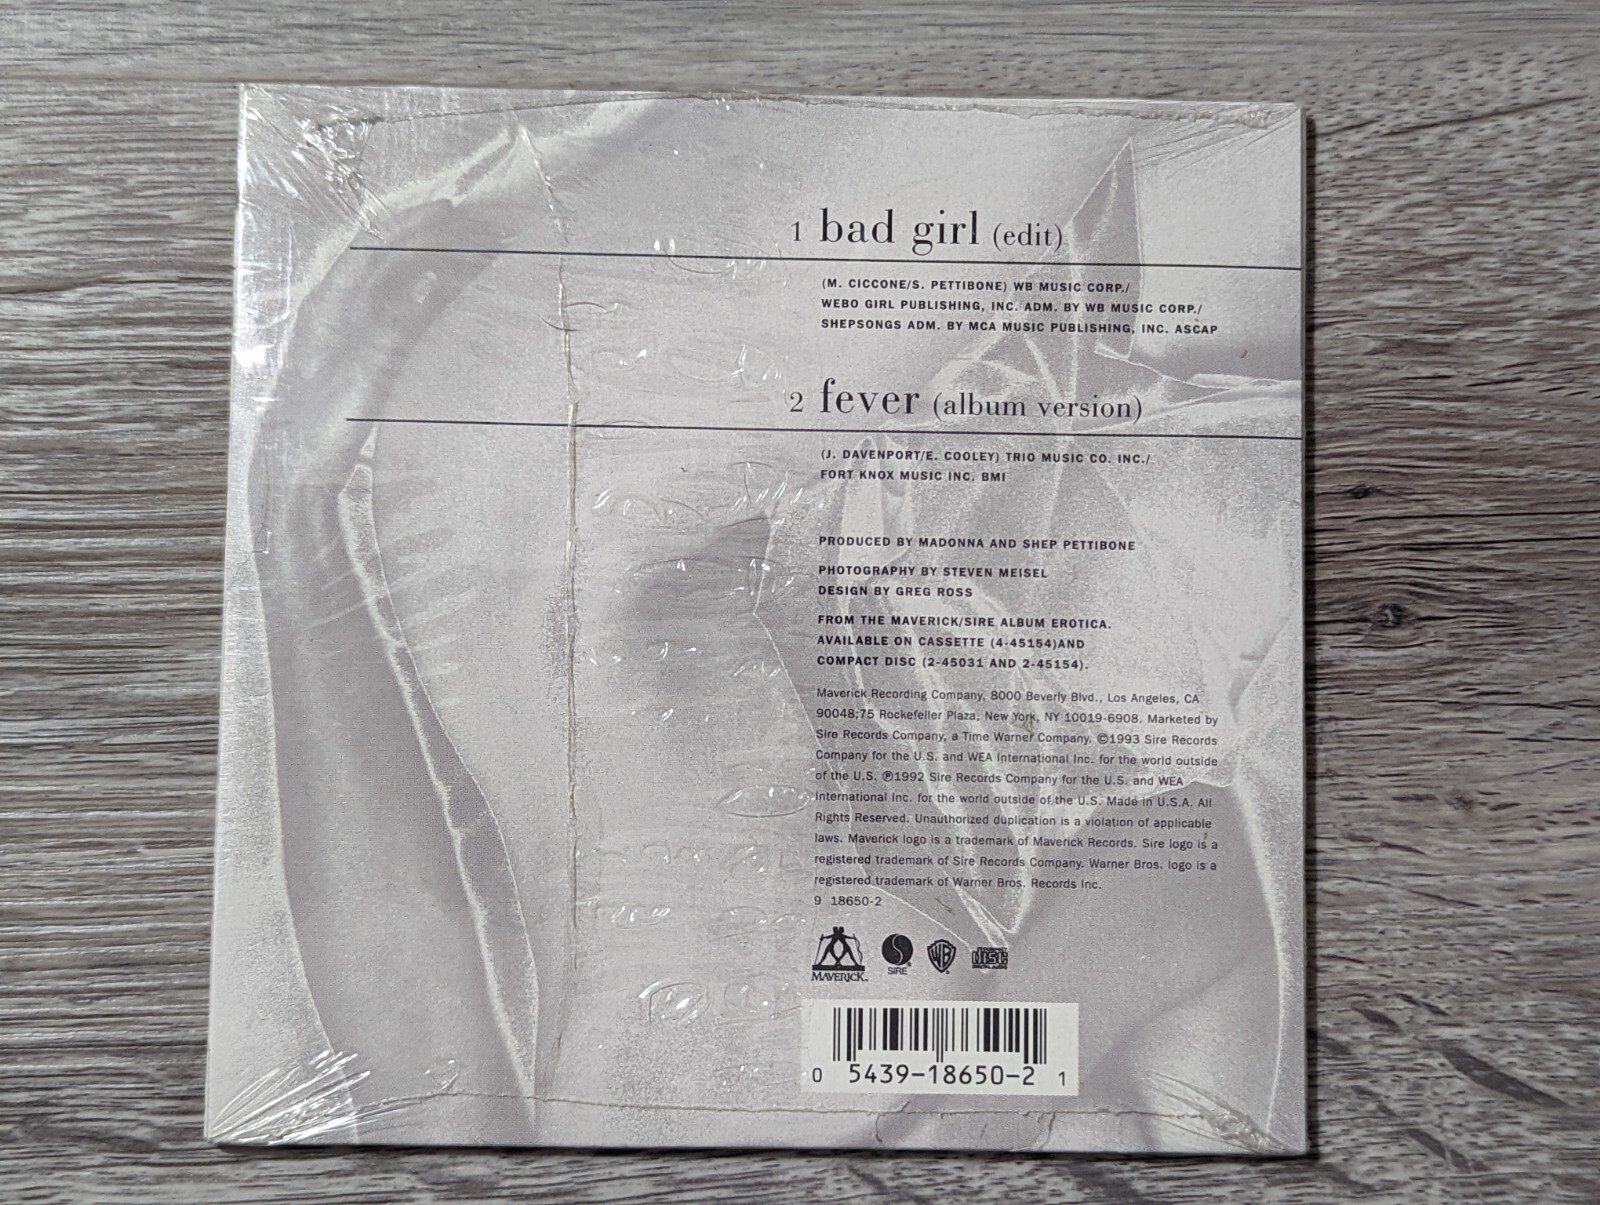 1 bad girl (edit)
(M. CICCONE/S. PETTIBONE) WB MUSIC CORP./
WEBO GIRL PUBLISHING, INC. ADM. BY WB MUSIC CORP./
SHEPSONGS ADM. BY MCA MUSIC PUBLISHING, INC. ASCAP
2 fever (album version)
(J. DAVENPORT/E. COOLEY) TRIO MUSIC CO. INC./
FORT KNOX MUSIC INC. BMI
PRODUCED BY MADONNA AND SHEP PETTIBONE
PHOTOGRAPHY BY STEVEN MEISEL
DESIGN BY GREG ROSS
FROM THE MAVERICK/SIRE ALBUM EROTICA.
AVAILABLE ON CASSETTE (4-45154)AND
COMPACT DISC (2-45031 AND 2-45154).
Maverick Recording Company, 8000 Beverly Blvd., Los Angeles, CA
90048;75 Rockefeller Plaza, New York, NY 10019-6908. Marketed by
Sire Records Company, a Time Warner Company. ©1993 Sire Records
Company for the U.S. and WEA International Inc. for the world outside
of the U.S. ℗1992 Sire Records Company for the U.S. and WEA
International Inc. for the world outside of the U.S. Made in U.S.A. All
Rights Reserved. Unauthorized duplication is a violation of applicable
laws. Maverick logo is a trademark of Maverick Records. Sire logo is a
registered trademark of Sire Records Company. Warner Bros. logo is a
registered trademark of Warner Bros. Records Inc.
9 18650-2
MAVERICK SIRE WB disc DIGITAL AUDIO
0 5439-18650-2 1